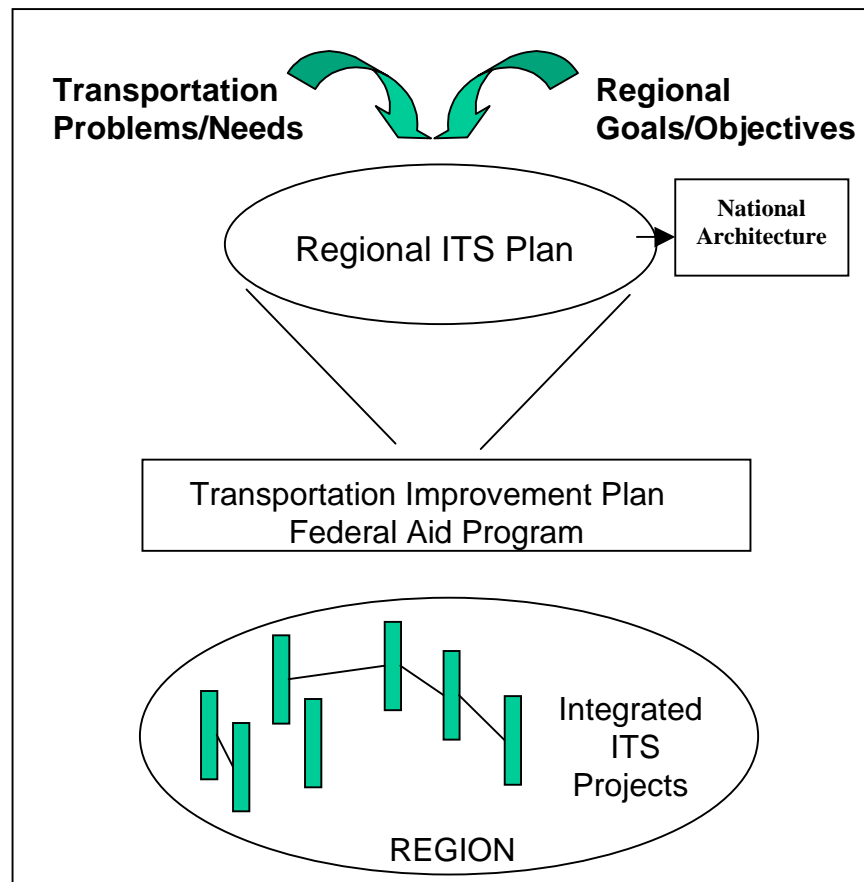 Transportation
Problems/Needs
Regional
Goals/Objectives
National
Architecture
Regional ITS Plan
Transportation Improvement Plan
Federal Aid Program
Integrated
ITS
Projects
REGION